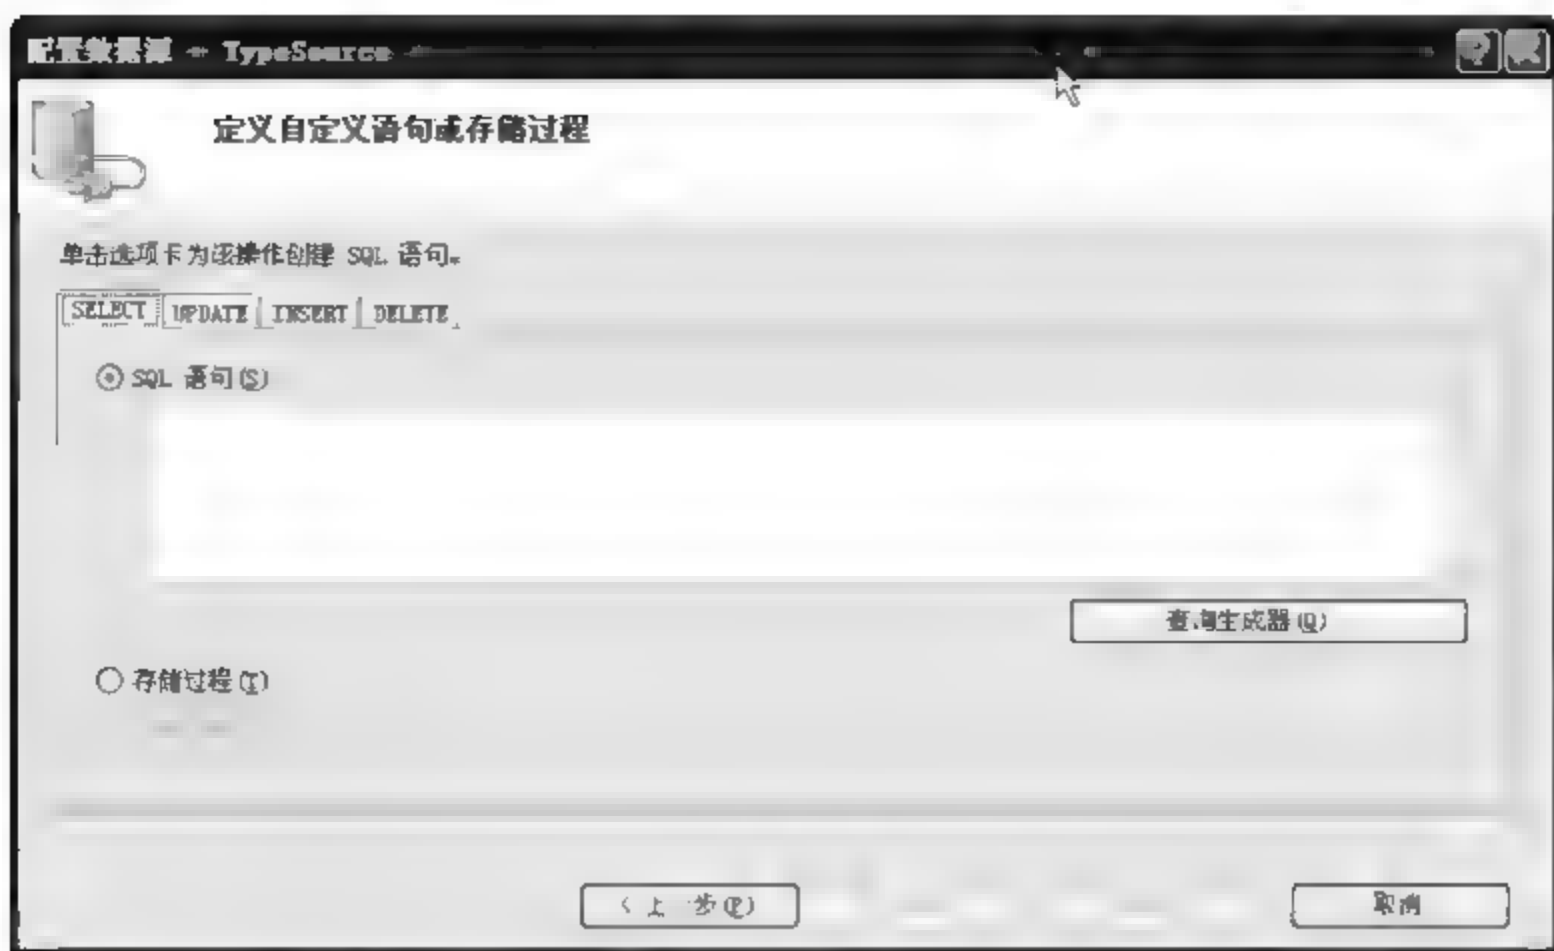 配置数据源 - TypeSource
定义自定义语句或存储过程
单击选项卡为该操作创建 SQL 语句。
SELECT UPDATE INSERT DELETE
SQL 语句(S)
查询生成器(Q)
存储过程(T)
< 上一步(P) 取消